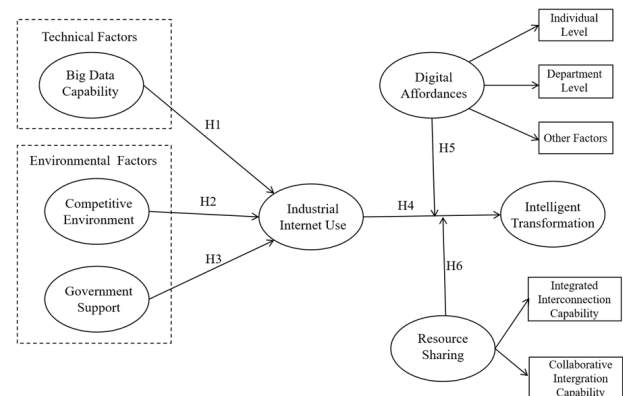 Technical Factors
Big Data
Capability
H1
Environmental Factors
Competitive
Environment
H2
Government
Support
H3
Industrial
Internet Use
H4
Digital
Affordances
H5
Individual
Level
Department
Level
Other Factors
Intelligent
Transformation
H6
Resource
Sharing
Integrated
Interconnection
Capability
Collaborative
Intergration
Capability